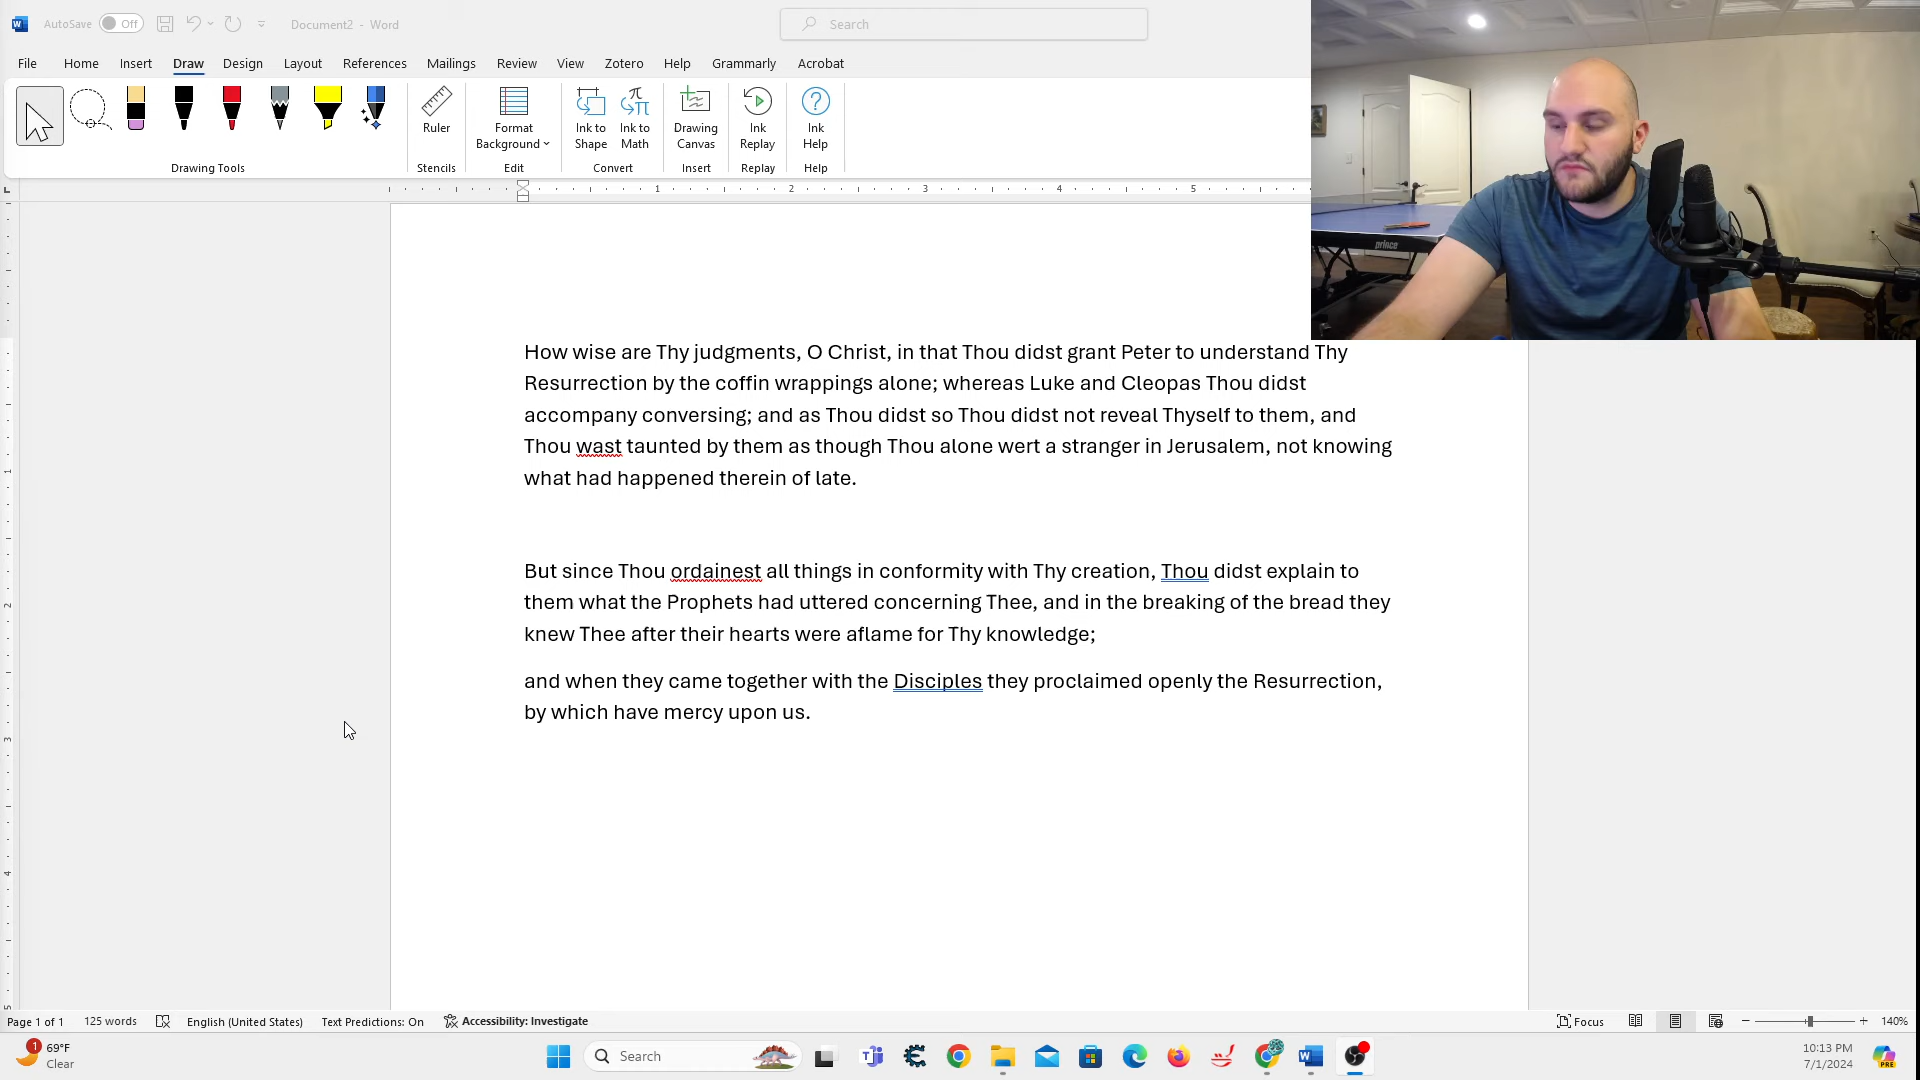 AutoSave Off Document2 - Word Search
File Home Insert Draw Design Layout References Mailings Review View Zotero Help Grammarly Acrobat
Ruler Format Background Ink to Shape Ink to Math Drawing Canvas Ink Replay Ink Help
Drawing Tools Stencils Edit Convert Insert Replay Help
1 2 3 4 5
prince
How wise are Thy judgments, O Christ, in that Thou didst grant Peter to understand Thy
Resurrection by the coffin wrappings alone; whereas Luke and Cleopas Thou didst
accompany conversing; and as Thou didst so Thou didst not reveal Thyself to them, and
Thou wast taunted by them as though Thou alone wert a stranger in Jerusalem, not knowing
what had happened therein of late.
But since Thou ordainest all things in conformity with Thy creation, Thou didst explain to
them what the Prophets had uttered concerning Thee, and in the breaking of the bread they
knew Thee after their hearts were aflame for Thy knowledge;
and when they came together with the Disciples they proclaimed openly the Resurrection,
by which have mercy upon us.
Page 1 of 1 125 words English (United States) Text Predictions: On Accessibility: Investigate Focus 140%
1 69°F Search 10:13 PM
Clear 7/1/2024 PRE